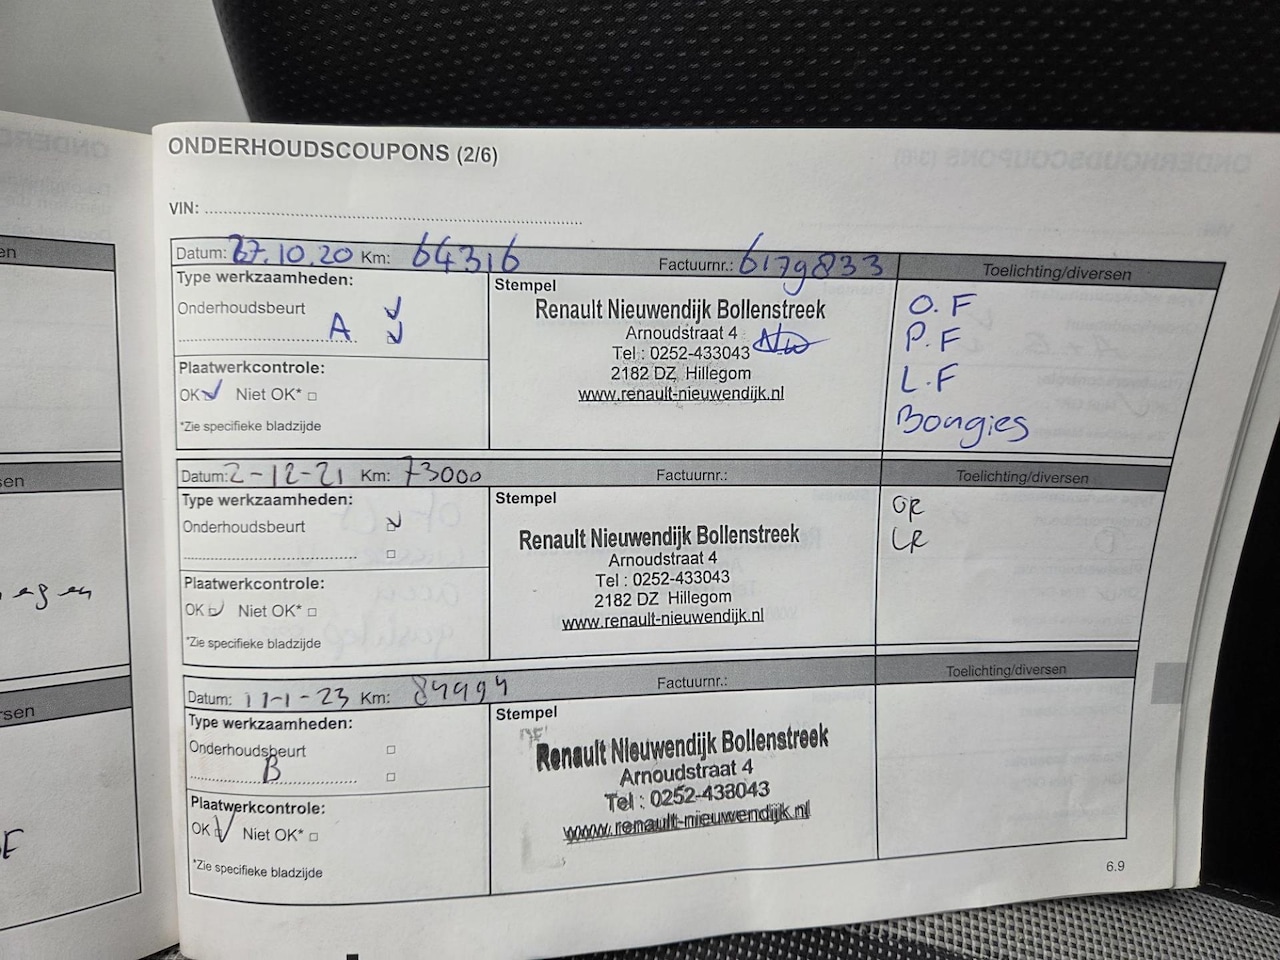 ONDERHOUDSCOUPONS (2/6)
VIN:
Datum: 27.10.20 Km: 64316 Factuurnr.: 6179833 Toelichting/diversen
Type werkzaamheden:
Onderhoudsbeurt
A
Plaatwerkcontrole:
OK Niet OK*
*Zie specifieke bladzijde
Stempel
Renault Nieuwendijk Bollenstreek
Arnoudstraat 4
Tel : 0252-433043
2182 DZ Hillegom
www.renault-nieuwendijk.nl
O.F
P.F
L.F
Bougies
Datum: 2-12-21 Km: 73000 Factuurnr.: Toelichting/diversen
Type werkzaamheden:
Onderhoudsbeurt
Plaatwerkcontrole:
OK Niet OK*
*Zie specifieke bladzijde
Stempel
Renault Nieuwendijk Bollenstreek
Arnoudstraat 4
Tel : 0252-433043
2182 DZ Hillegom
www.renault-nieuwendijk.nl
Datum: 11-1-23 Km: 84994 Factuurnr.: Toelichting/diversen
Type werkzaamheden:
Onderhoudsbeurt
B
Plaatwerkcontrole:
OK Niet OK*
*Zie specifieke bladzijde
Stempel
Renault Nieuwendijk Bollenstreek
Arnoudstraat 4
Tel : 0252-433043
www.renault-nieuwendijk.nl
6.9